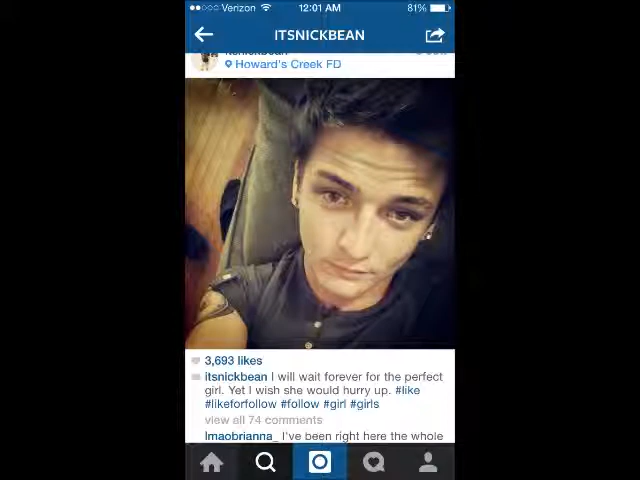 Verizon 12:01 AM 81%
ITSNICKBEAN
itsnickbean
Howard's Creek FD
3,693 likes
itsnickbean I will wait forever for the perfect
girl. Yet I wish she would hurry up. #like
#likeforfollow #follow #girl #girls
view all 74 comments
lmaobrianna_ I've been right here the whole